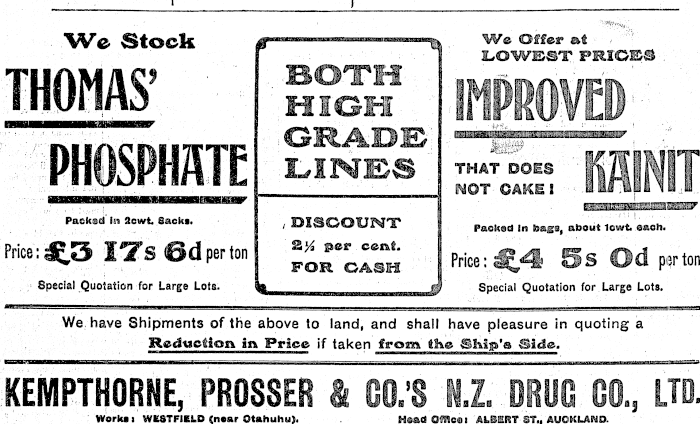 We Stock
THOMAS'
PHOSPHATE
Packed in 2cwt. Sacks.
Price: £3 17s 6d per ton
Special Quotation for Large Lots.
BOTH
HIGH
GRADE
LINES
DISCOUNT
2½ per cent.
FOR CASH
We Offer at
LOWEST PRICES
IMPROVED
THAT DOES
NOT CAKE!
KAINIT
Packed in bags, about 1cwt. each.
Price: £4 5s 0d per ton
Special Quotation for Large Lots.
We have Shipments of the above to land, and shall have pleasure in quoting a
Reduction in Price if taken from the Ship's Side.
KEMPTHORNE, PROSSER & CO.'S N.Z. DRUG CO., LTD.
Works: WESTFIELD (near Otahuhu). Head Office: ALBERT ST., AUCKLAND.